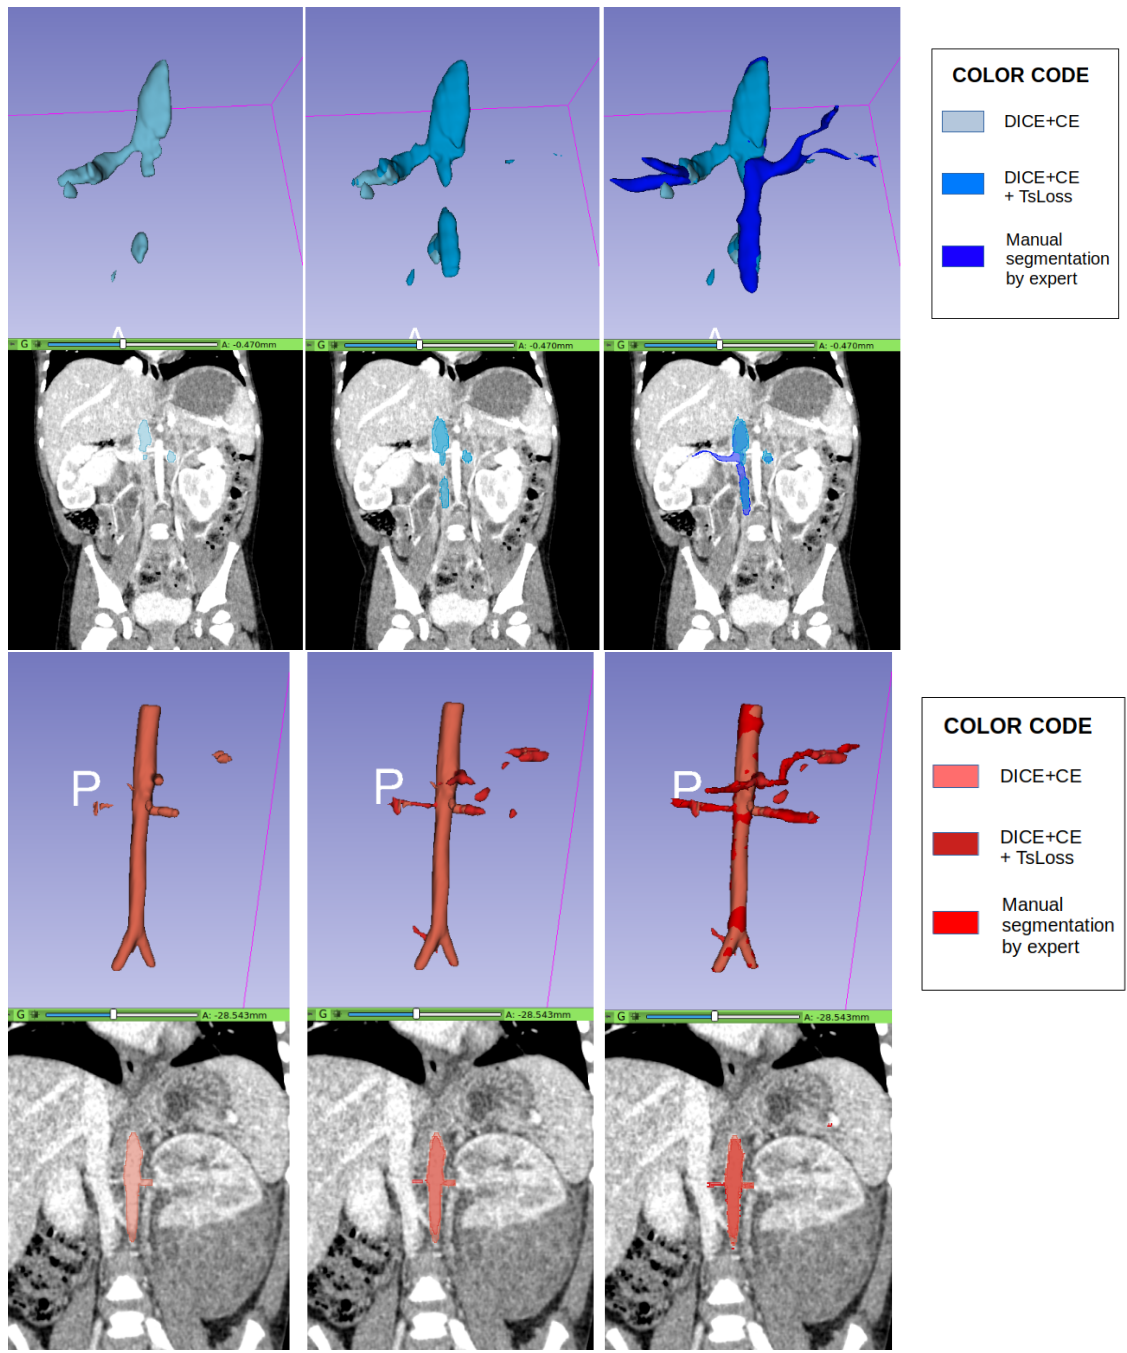 COLOR CODE
DICE+CE
DICE+CE
+ TsLoss
Manual
segmentation
by expert
G A: -0.470mm
G A: -0.470mm
G A: -0.470mm
P
P
P
COLOR CODE
DICE+CE
DICE+CE
+ TsLoss
Manual
segmentation
by expert
G A: -28.543mm
G A: -28.543mm
G A: -28.543mm